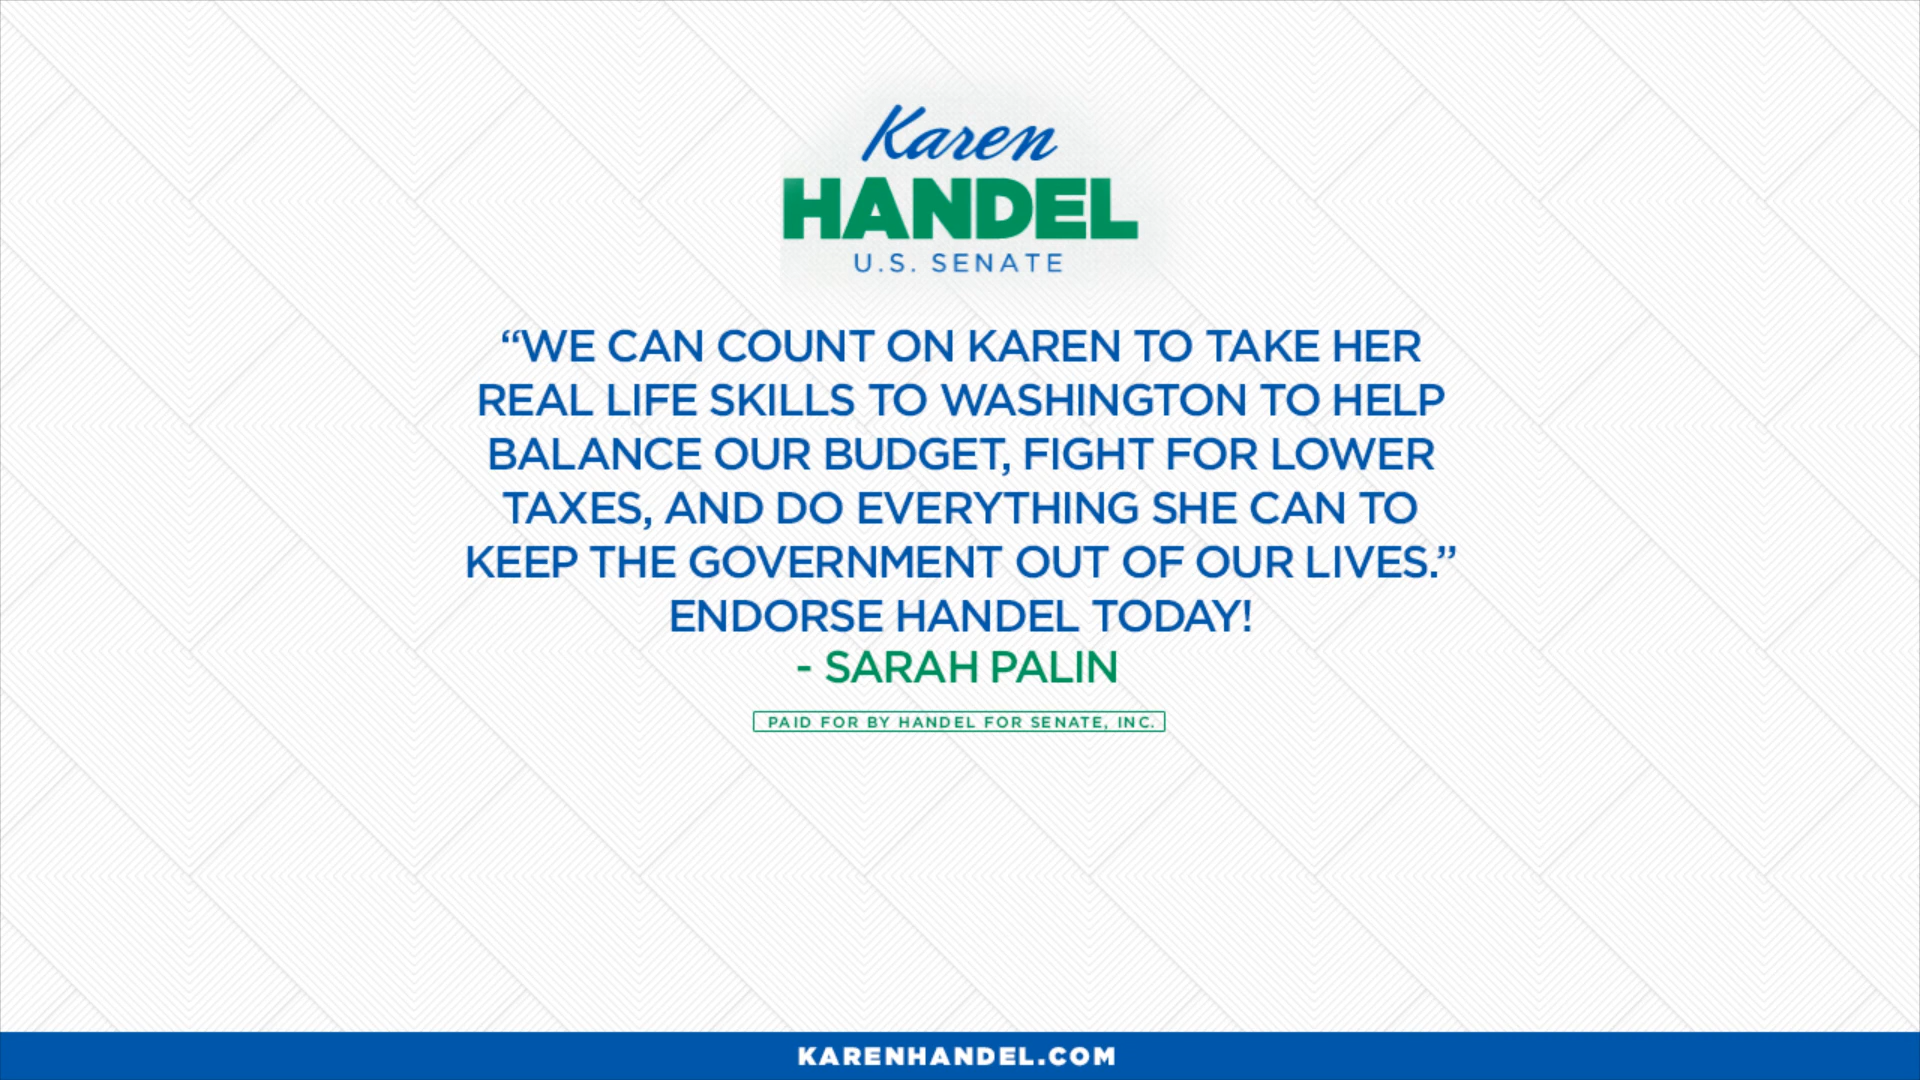 Karen
HANDEL
U.S. SENATE
“WE CAN COUNT ON KAREN TO TAKE HER
REAL LIFE SKILLS TO WASHINGTON TO HELP
BALANCE OUR BUDGET, FIGHT FOR LOWER
TAXES, AND DO EVERYTHING SHE CAN TO
KEEP THE GOVERNMENT OUT OF OUR LIVES.”
ENDORSE HANDEL TODAY!
- SARAH PALIN
PAID FOR BY HANDEL FOR SENATE, INC.
KARENHANDEL.COM